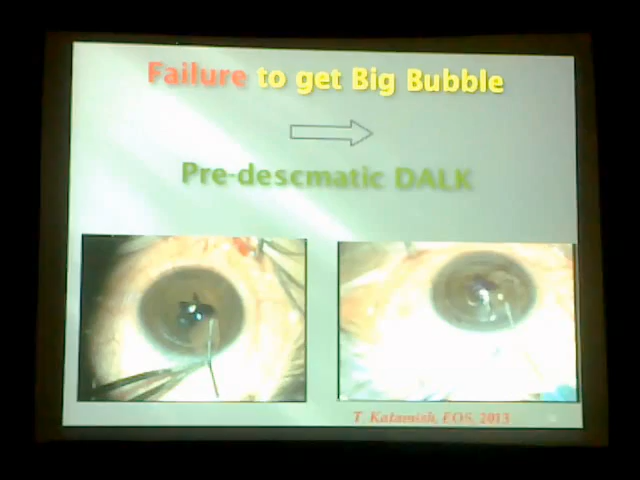 Failure to get Big Bubble
Pre-descmatic DALK
T. Katamish, EOS, 2013